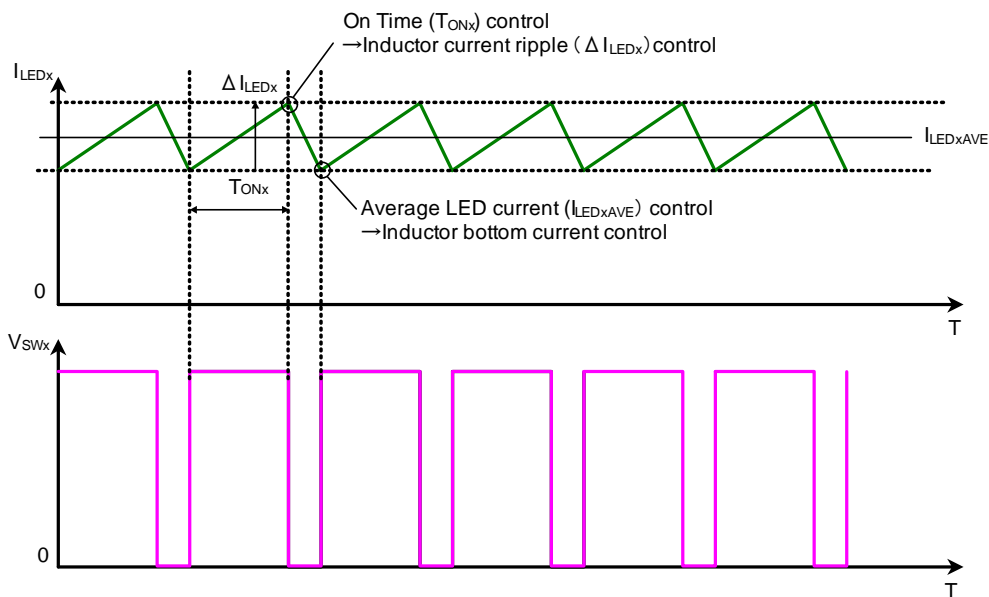 On Time (TONx) control
→Inductor current ripple (ΔILEDx) control
ILEDx
ΔILEDx
ILEDxAVE
TONx
Average LED current (ILEDxAVE) control
→Inductor bottom current control
0
T
VSWx
0
T